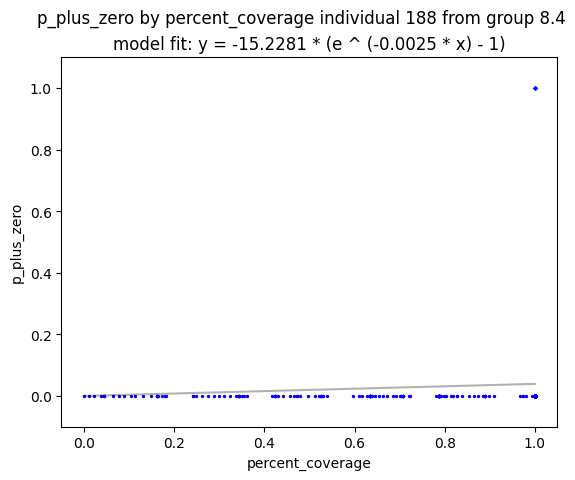 p_plus_zero by percent_coverage individual 188 from group 8.4
model fit: y = -15.2281 * (e ^ (-0.0025 * x) - 1)
1.0
0.8
0.6
0.4
0.2
0.0
p_plus_zero
0.0 0.2 0.4 0.6 0.8 1.0
percent_coverage